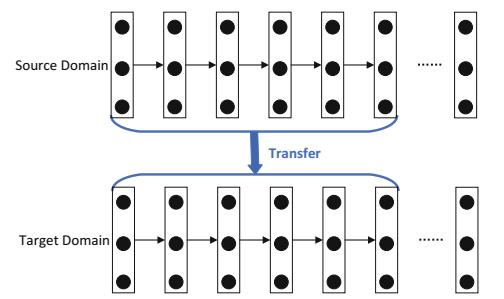 Source Domain
......
Transfer
Target Domain
......